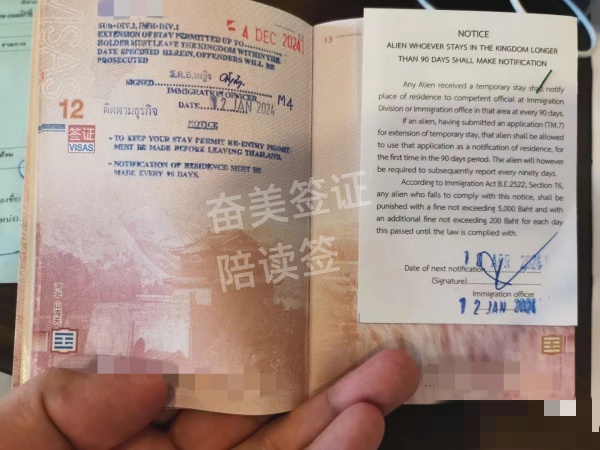 EXTENSION OF STAY PERMITTED UP TO
4 DEC 2024
HOLDER MUST LEAVE THE KINGDOM WITHIN THE
DATE SPECIFIED HEREIN, OFFENDERS WILL BE
PROSECUTED
SIGNED
IMMIGRATION OFFICER
DATE 12 JAN 2024
M4
12
签证
VISAS
ติดตามธุรกิจ
NOTICE
- TO KEEP YOUR STAY PERMIT, RE-ENTRY PERMIT
MUST BE MADE BEFORE LEAVING THAILAND.
- NOTIFICATION OF RESIDENCE MUST BE
MADE EVERY 90 DAYS.
奋美签证
陪读签
河北·山海关
13
NOTICE
ALIEN WHOEVER STAYS IN THE KINGDOM LONGER
THAN 90 DAYS SHALL MAKE NOTIFICATION
Any Alien received a temporary stay shall notify
place of residence to competent official at Immigration
Division or Immigration office in that area at every 90 days.
If an alien, having submitted an application (TM.7)
for extension of temporary stay, that alien shall be allowed
to use that application as a notification of residence, for
the first time in the 90 days period. The alien will however
be required to subsequently report every ninety days.
According to Immigration Act B.E.2522, Section 76,
any alien who fails to comply with this notice, shall be
punished with a fine not exceeding 5,000 Baht and with
an additional fine not exceeding 200 Baht for each day
this passed until the law is complied with.
APR 2024
Date of next notification
(Signature)
Immigration officer
12 JAN 2024